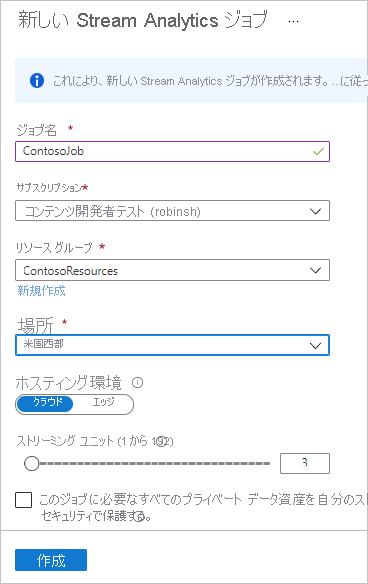 新しい Stream Analytics ジョブ ...
これにより、新しい Stream Analytics ジョブが作成されます。 ...に従っ
ジョブ名 *
ContosoJob
サブスクリプション*
コンテンツ開発者テスト (robinsh)
リソース グループ *
ContosoResources
新規作成
場所 *
米国西部
ホスティング環境
クラウド エッジ
ストリーミング ユニット (1 から 192)
3
このジョブに必要なすべてのプライベート データ資産を自分のス
セキュリティで保護する。
作成